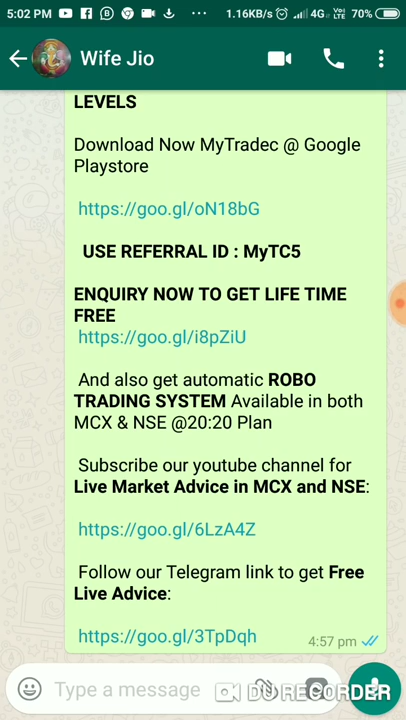 5:02 PM ··· 1.16KB/s 4G VoLTE 70%
Wife Jio
LEVELS
Download Now MyTradec @ Google
Playstore
https://goo.gl/oN18bG
USE REFERRAL ID : MyTC5
ENQUIRY NOW TO GET LIFE TIME
FREE
https://goo.gl/i8pZiU
And also get automatic ROBO
TRADING SYSTEM Available in both
MCX & NSE @20:20 Plan
Subscribe our youtube channel for
Live Market Advice in MCX and NSE:
https://goo.gl/6LzA4Z
Follow our Telegram link to get Free
Live Advice:
https://goo.gl/3TpDqh
4:57 pm
Type a message
DU RECORDER